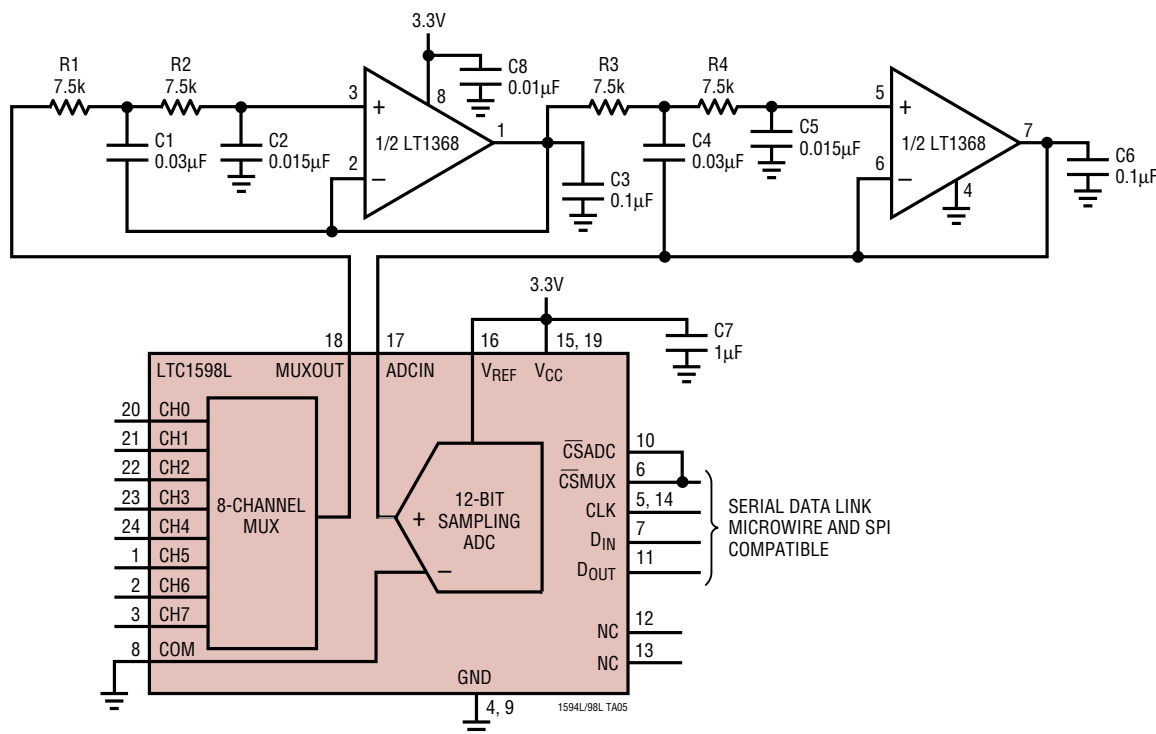 3.3V
R1
7.5k
R2
7.5k
C8
0.01µF
R3
7.5k
R4
7.5k
3
+
8
1/2 LT1368
1
2
–
C1
0.03µF
C2
0.015µF
C3
0.1µF
C4
0.03µF
C5
0.015µF
5
+
7
1/2 LT1368
6
–
4
C6
0.1µF
3.3V
18
17
16
15, 19
C7
1µF
LTC1598L
MUXOUT
ADCIN
VREF
VCC
20
CH0
21
CH1
22
CH2
23
CH3
24
CH4
1
CH5
2
CH6
3
CH7
8
COM
8-CHANNEL
MUX
+
12-BIT
SAMPLING
ADC
–
CSADC
10
CSMUX
6
CLK
5, 14
DIN
7
DOUT
11
NC
12
NC
13
SERIAL DATA LINK
MICROWIRE AND SPI
COMPATIBLE
GND
4, 9
1594L/98L TA05